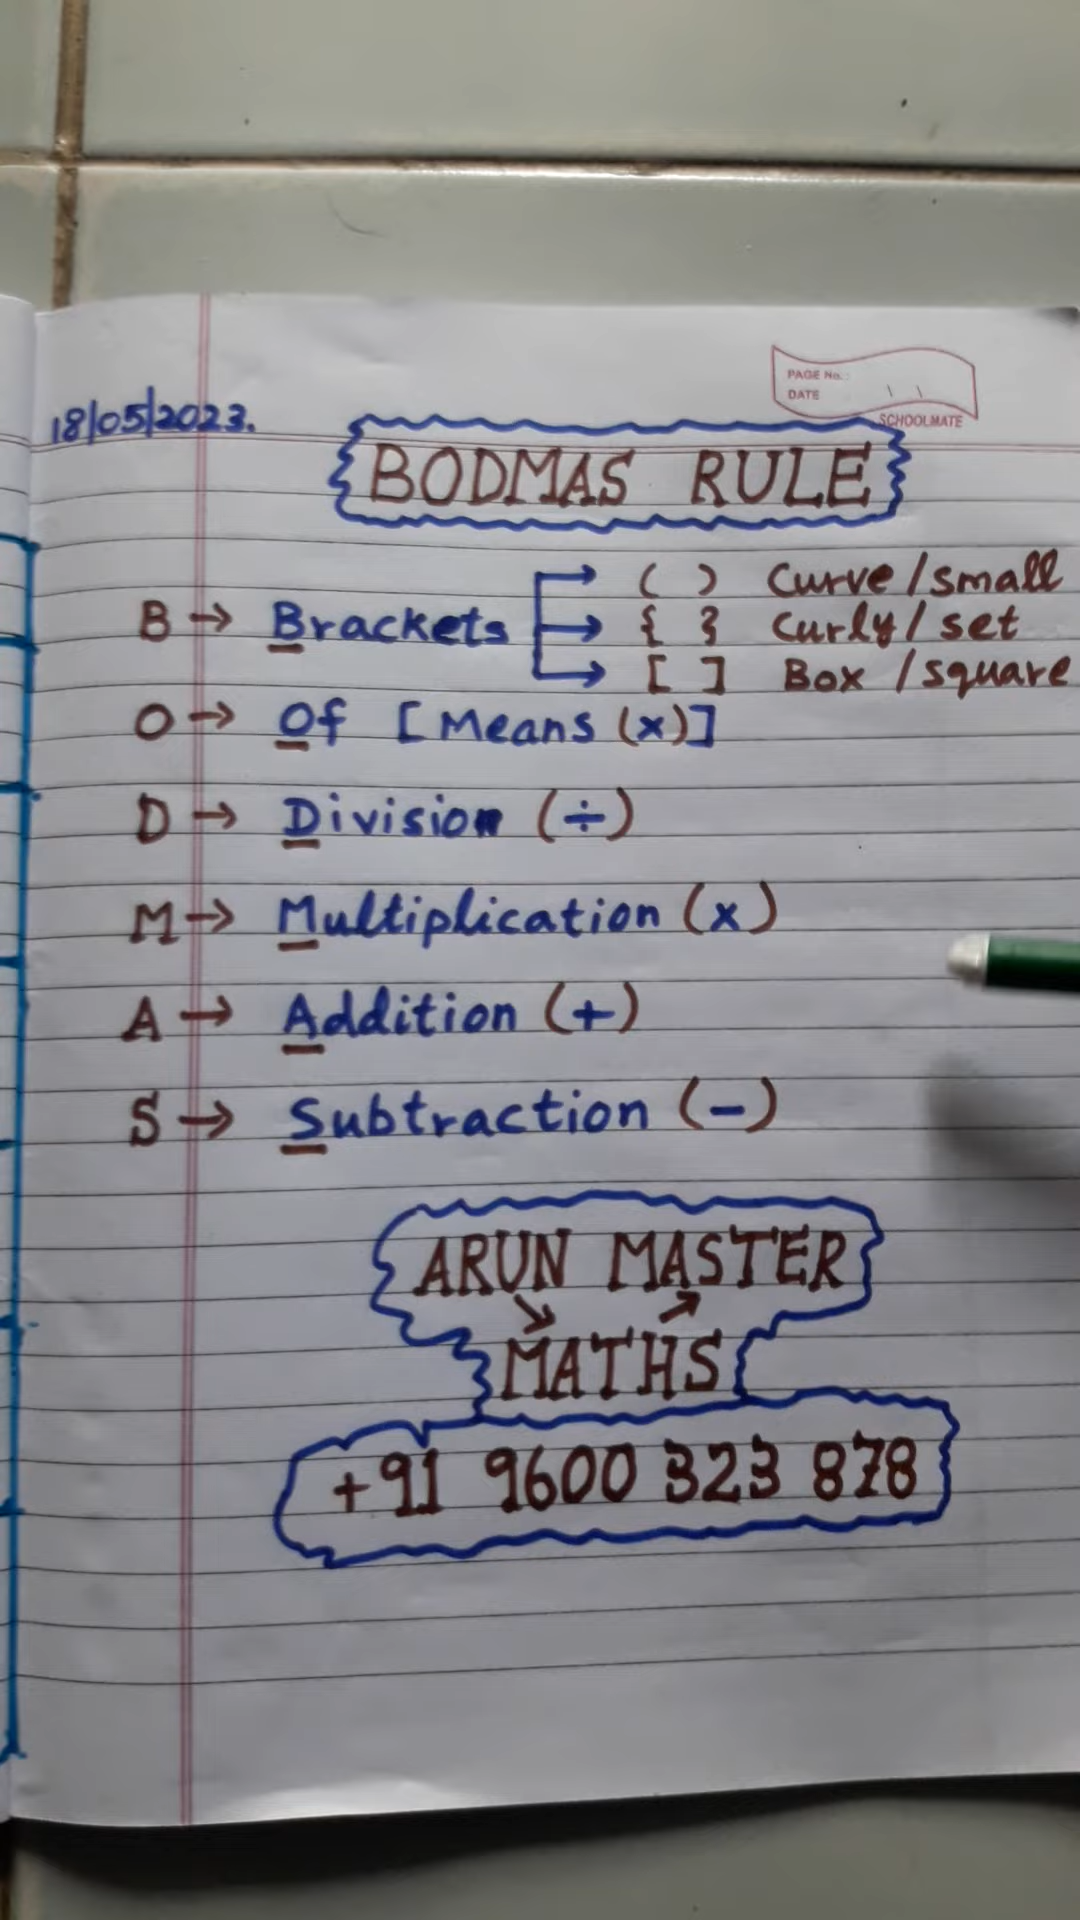 PAGE No.:
DATE \ \
SCHOOLMATE
18/05/2023.
BODMAS RULE
( ) Curve/small
B → Brackets → { } Curly/set
[ ] Box/square
O → Of [Means (x)]
D → Division (÷)
M → Multiplication (x)
A → Addition (+)
S → Subtraction (-)
ARUN MASTER
MATHS
+91 9600 323 878